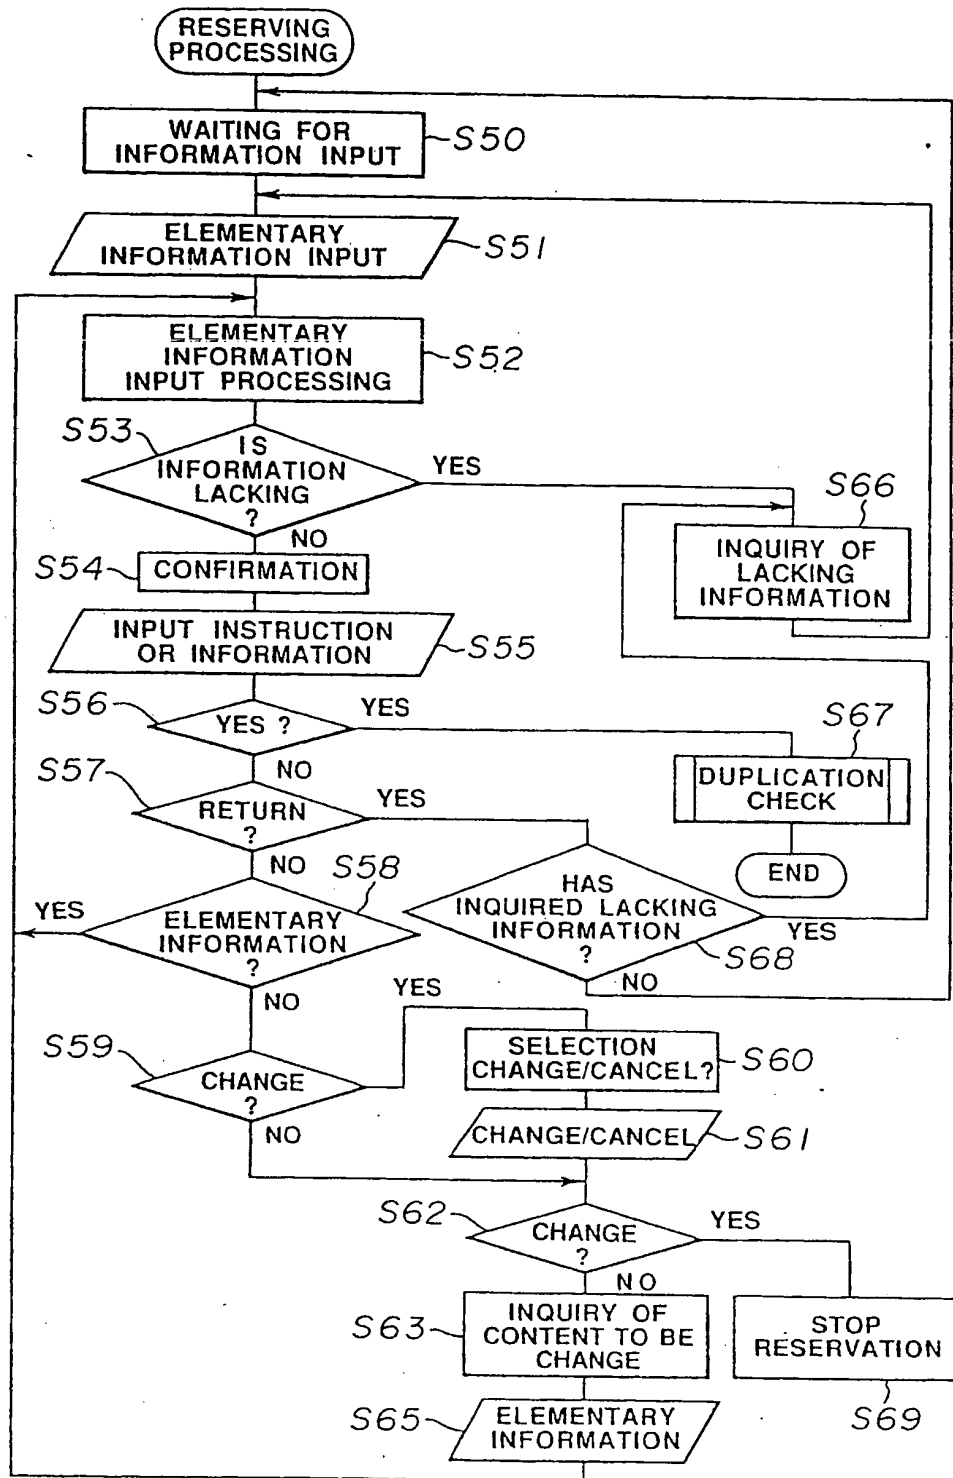 RESERVING
PROCESSING
WAITING FOR
INFORMATION INPUT
S50
ELEMENTARY
INFORMATION INPUT
S51
ELEMENTARY
INFORMATION
INPUT PROCESSING
S52
S53
IS
INFORMATION
LACKING
?
YES
NO
S66
INQUIRY OF
LACKING
INFORMATION
S54
CONFIRMATION
INPUT INSTRUCTION
OR INFORMATION
S55
S56
YES ?
YES
NO
S67
DUPLICATION
CHECK
END
S57
RETURN
?
YES
NO
S58
YES
ELEMENTARY
INFORMATION
?
NO
HAS
INQUIRED LACKING
INFORMATION
?
YES
S68
NO
S59
CHANGE
?
YES
NO
SELECTION
CHANGE/CANCEL?
S60
CHANGE/CANCEL
S61
S62
CHANGE
?
YES
NO
S63
INQUIRY OF
CONTENT TO BE
CHANGE
STOP
RESERVATION
S69
S65
ELEMENTARY
INFORMATION